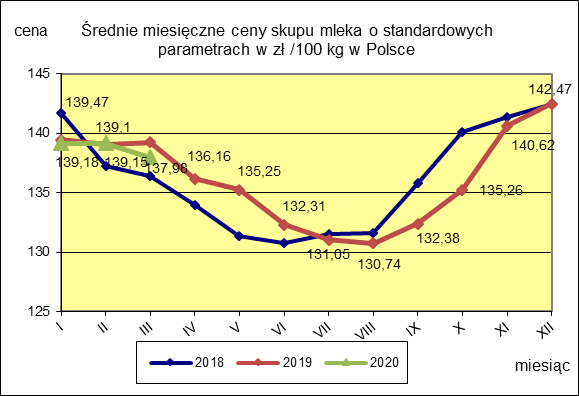 cena
Średnie miesięczne ceny skupu mleka o standardowych
parametrach w zł /100 kg w Polsce
145
140
135
130
125
139,47
139,1
139,18
139,15
137,98
136,16
135,25
132,31
131,05
130,74
132,38
135,26
140,62
142,47
I
II
III
IV
V
VI
VII
VIII
IX
X
XI
XII
2018
2019
2020
miesiąc